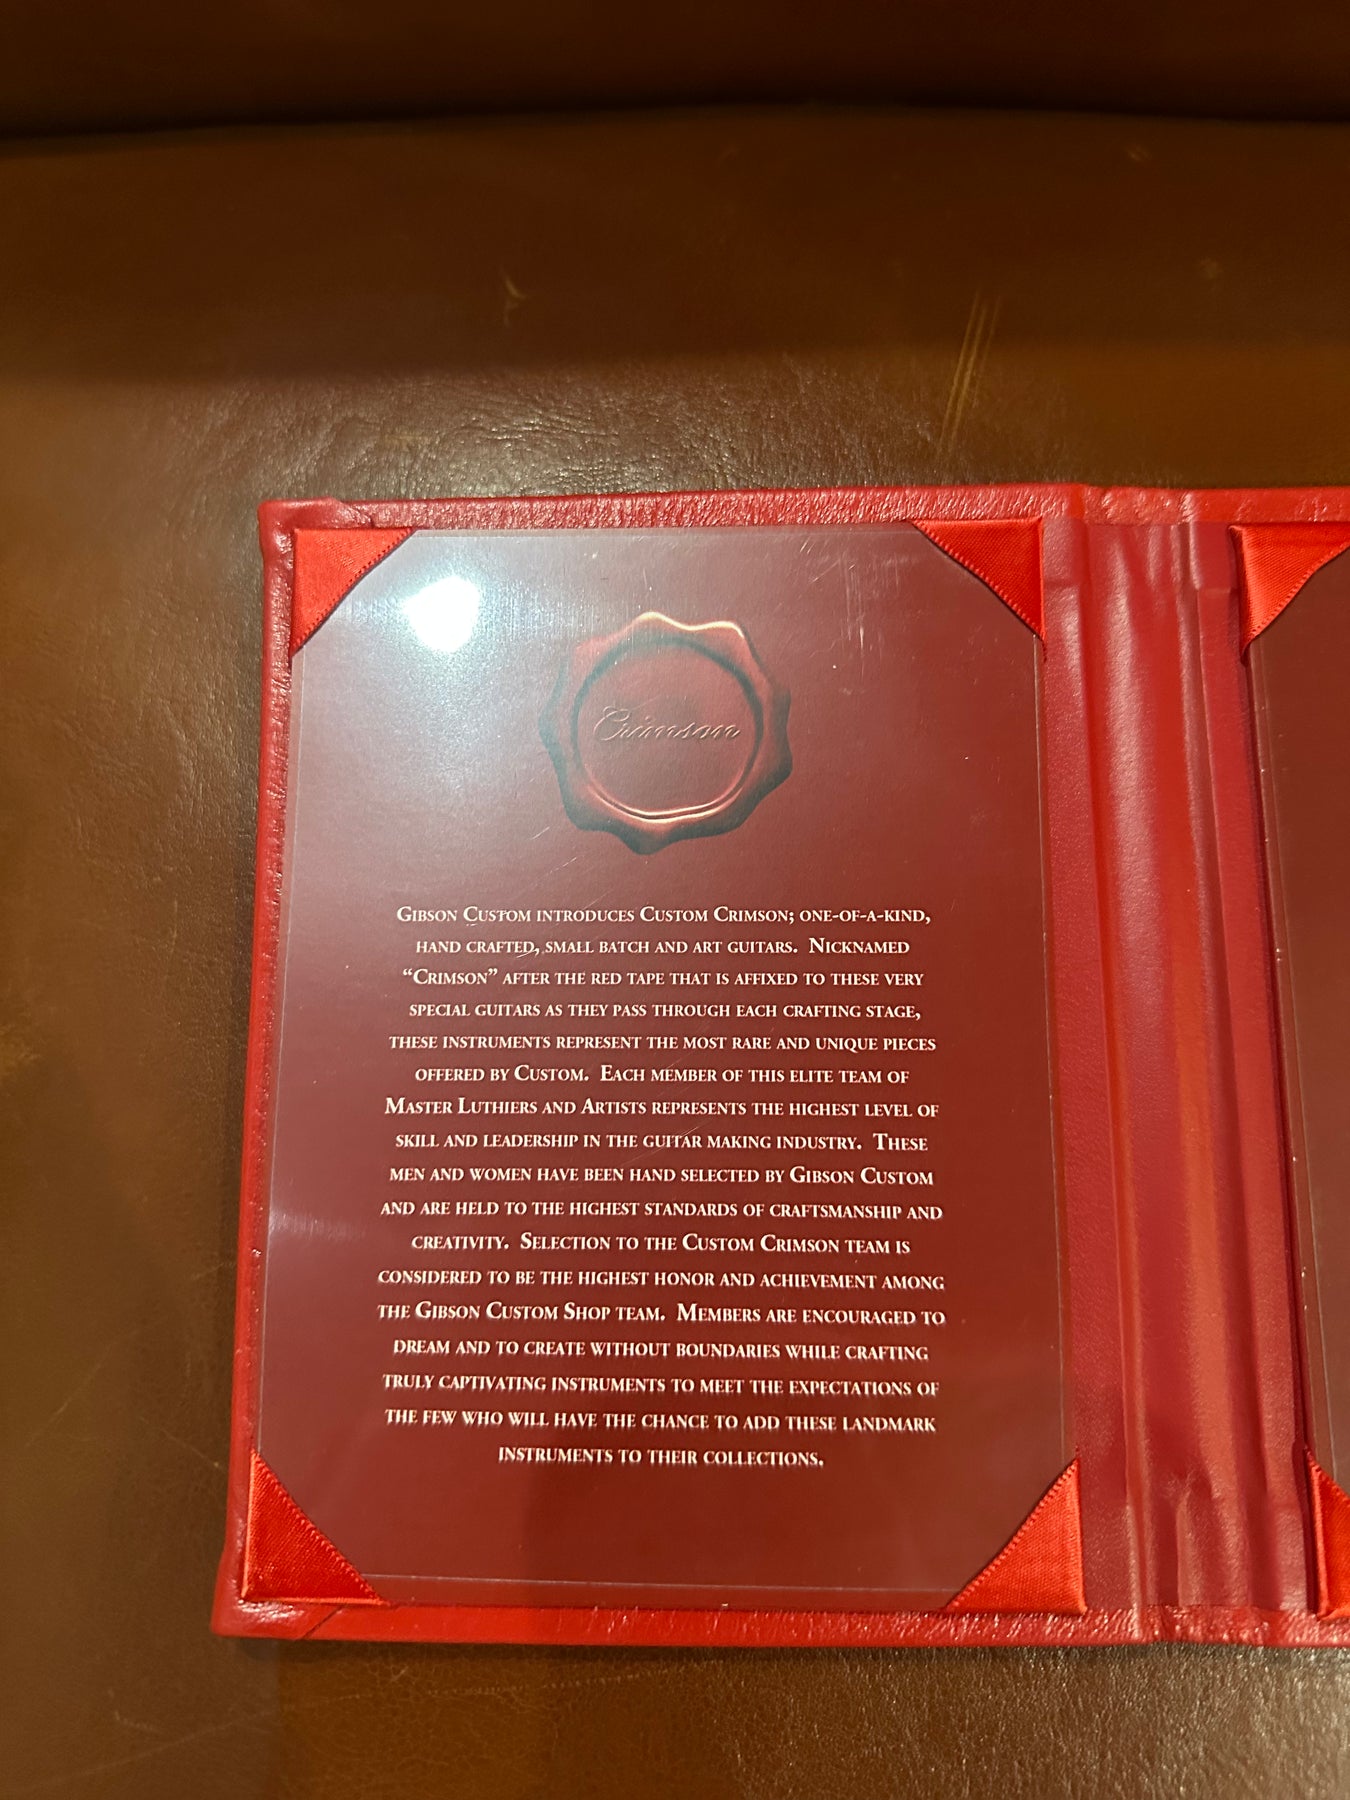 Crimson
Gibson Custom introduces Custom Crimson; one-of-a-kind,
hand crafted, small batch and art guitars. Nicknamed
“Crimson” after the red tape that is affixed to these very
special guitars as they pass through each crafting stage,
these instruments represent the most rare and unique pieces
offered by Custom. Each member of this elite team of
Master Luthiers and Artists represents the highest level of
skill and leadership in the guitar making industry. These
men and women have been hand selected by Gibson Custom
and are held to the highest standards of craftsmanship and
creativity. Selection to the Custom Crimson team is
considered to be the highest honor and achievement among
the Gibson Custom Shop team. Members are encouraged to
dream and to create without boundaries while crafting
truly captivating instruments to meet the expectations of
the few who will have the chance to add these landmark
instruments to their collections.